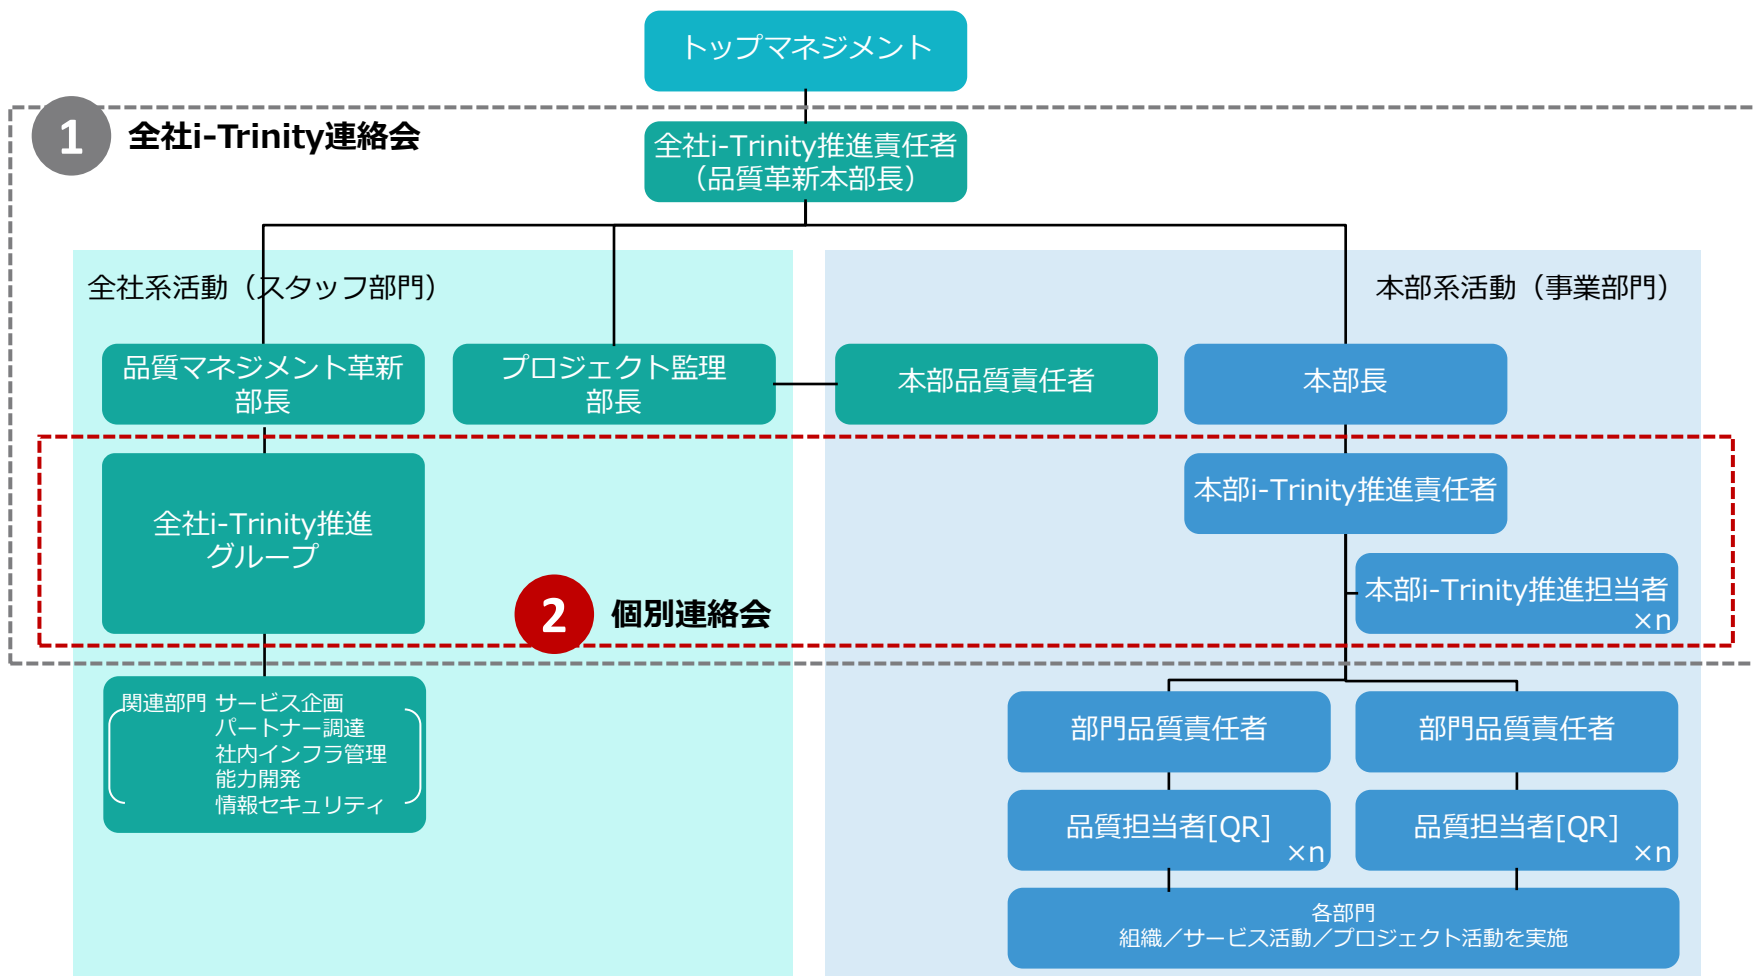 トップマネジメント
1
全社i-Trinity連絡会
全社i-Trinity推進責任者
（品質革新本部長）
全社系活動（スタッフ部門）
本部系活動（事業部門）
品質マネジメント革新
部長
プロジェクト監理
部長
本部品質責任者
本部長
全社i-Trinity推進
グループ
本部i-Trinity推進責任者
2
個別連絡会
本部i-Trinity推進担当者
×n
関連部門 サービス企画
パートナー調達
社内インフラ管理
能力開発
情報セキュリティ
部門品質責任者
部門品質責任者
品質担当者[QR]
×n
品質担当者[QR]
×n
各部門
組織／サービス活動／プロジェクト活動を実施